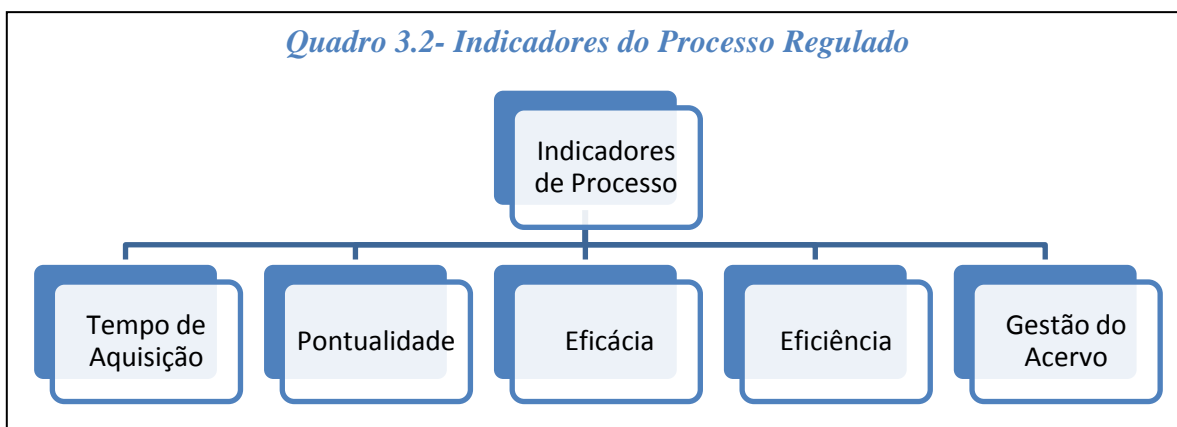 Quadro 3.2- Indicadores do Processo Regulado
Indicadores
de Processo
Tempo de
Aquisição
Pontualidade
Eficácia
Eficiência
Gestão do
Acervo